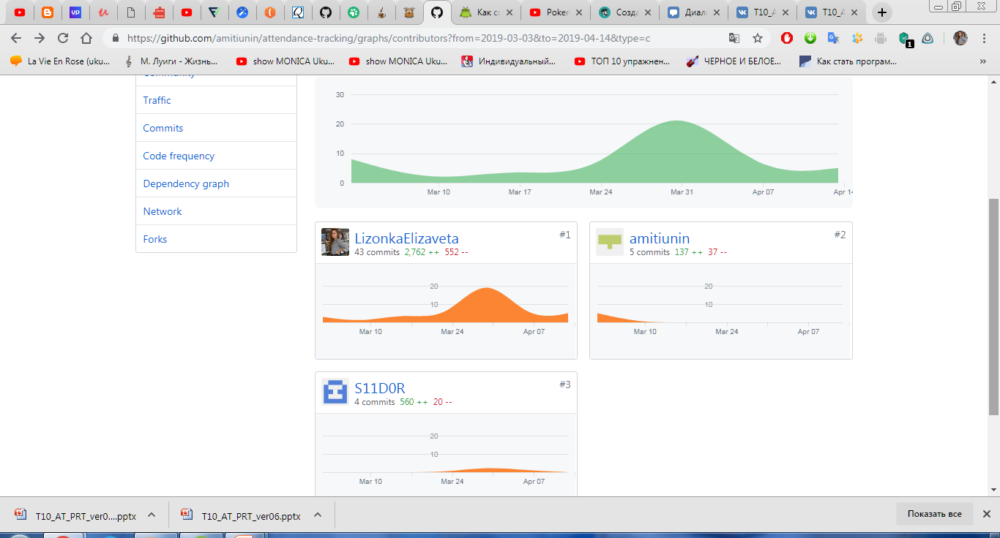 Как со
Poken
Созда
Диало
T10_A
T10_A
https://github.com/amitiunin/attendance-tracking/graphs/contributors?from=2019-03-03&to=2019-04-14&type=c
1
La Vie En Rose (uku...
М. Луиги - Жизнь...
show MONICA Uku...
show MONICA Uku...
Индивидуальный...
ТОП 10 упражнен...
ЧЕРНОЕ И БЕЛОЕ...
Как стать програм...
»
Community
Traffic
Commits
Code frequency
Dependency graph
Network
Forks
30
20
10
0
Mar 10 Mar 17 Mar 24 Mar 31 Apr 07 Apr 14
LizonkaElizaveta #1
43 commits 2,762 ++ 552 --
20
10
Mar 10 Mar 24 Apr 07
amitiunin #2
5 commits 137 ++ 37 --
20
10
Mar 10 Mar 24 Apr 07
S11D0R #3
4 commits 560 ++ 20 --
20
10
Mar 10 Mar 24 Apr 07
T10_AT_PRT_ver0....pptx
T10_AT_PRT_ver06.pptx
Показать все